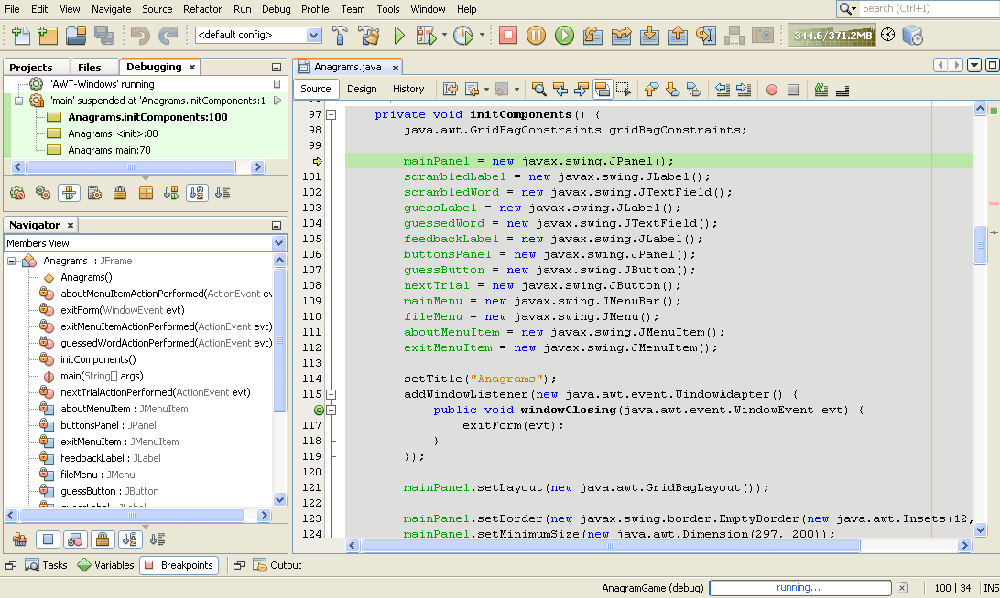 File Edit View Navigate Source Refactor Run Debug Profile Team Tools Window Help
Search (Ctrl+I)
<default config>
344.6/371.2MB
Projects Files Debugging
'AWT-Windows' running
'main' suspended at 'Anagrams.initComponents:1
Anagrams.initComponents:100
Anagrams.<init>:80
Anagrams.main:70
Navigator
Members View
Anagrams :: JFrame
Anagrams()
aboutMenuItemActionPerformed(ActionEvent ev
exitForm(WindowEvent evt)
exitMenuItemActionPerformed(ActionEvent evt)
guessedWordActionPerformed(ActionEvent evt)
initComponents()
main(String[] args)
nextTrialActionPerformed(ActionEvent evt)
aboutMenuItem : JMenuItem
buttonsPanel : JPanel
exitMenuItem : JMenuItem
feedbackLabel : JLabel
fileMenu : JMenu
guessButton : JButton
guessLabel : JLabel
Anagrams.java
Source Design History
97 private void initComponents() {
98 java.awt.GridBagConstraints gridBagConstraints;
99
mainPanel = new javax.swing.JPanel();
101 scrambledLabel = new javax.swing.JLabel();
102 scrambledWord = new javax.swing.JTextField();
103 guessLabel = new javax.swing.JLabel();
104 guessedWord = new javax.swing.JTextField();
105 feedbackLabel = new javax.swing.JLabel();
106 buttonsPanel = new javax.swing.JPanel();
107 guessButton = new javax.swing.JButton();
108 nextTrial = new javax.swing.JButton();
109 mainMenu = new javax.swing.JMenuBar();
110 fileMenu = new javax.swing.JMenu();
111 aboutMenuItem = new javax.swing.JMenuItem();
112 exitMenuItem = new javax.swing.JMenuItem();
113
114 setTitle("Anagrams");
115 addWindowListener(new java.awt.event.WindowAdapter() {
public void windowClosing(java.awt.event.WindowEvent evt) {
117 exitForm(evt);
118 }
119 });
120
121 mainPanel.setLayout(new java.awt.GridBagLayout());
122
123 mainPanel.setBorder(new javax.swing.border.EmptyBorder(new java.awt.Insets(12,
124 mainPanel.setMinimumSize(new java.awt.Dimension(297, 200));
Tasks Variables Breakpoints Output
AnagramGame (debug) running... 100 | 34 INS